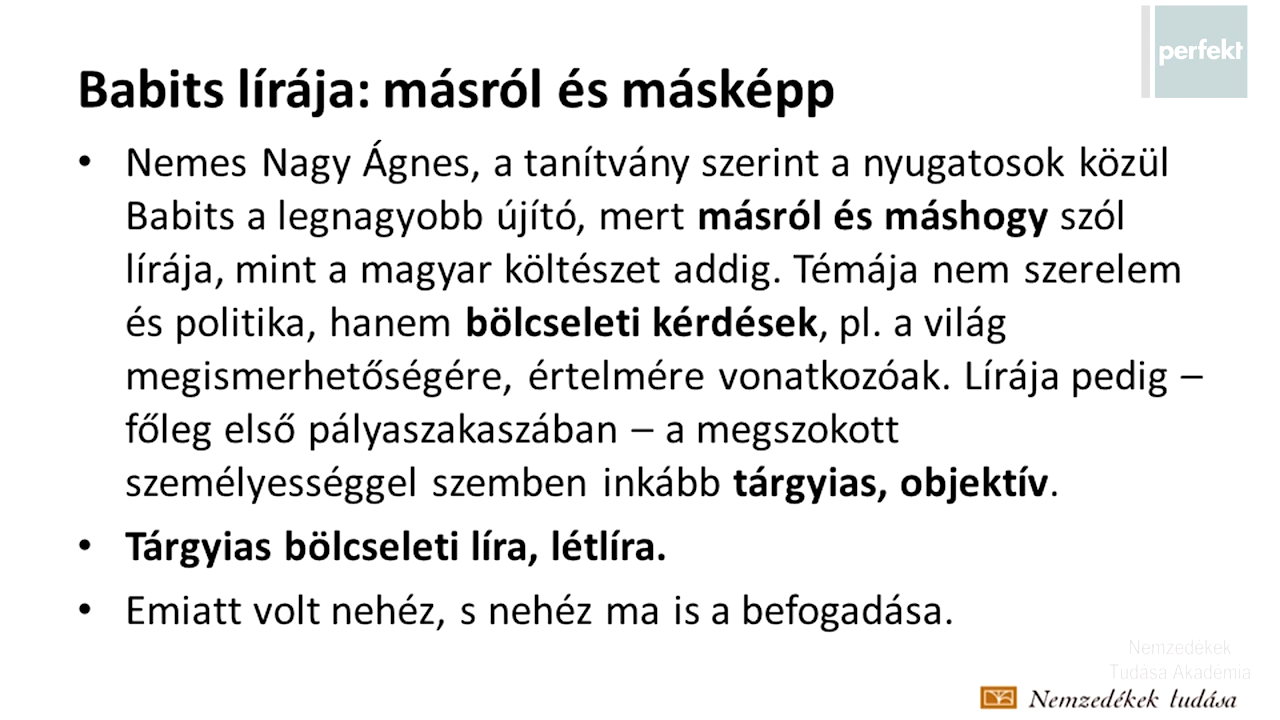 perfekt
Babits lírája: másról és másképp
• Nemes Nagy Ágnes, a tanítvány szerint a nyugatosok közül
Babits a legnagyobb újító, mert másról és máshogy szól
lírája, mint a magyar költészet addig. Témája nem szerelem
és politika, hanem bölcseleti kérdések, pl. a világ
megismerhetőségére, értelmére vonatkozóak. Lírája pedig –
főleg első pályaszakaszában – a megszokott
személyességgel szemben inkább tárgyias, objektív.
• Tárgyias bölcseleti líra, létlíra.
• Emiatt volt nehéz, s nehéz ma is a befogadása.
Nemzedékek
Tudása Akadémia
Nemzedékek tudása